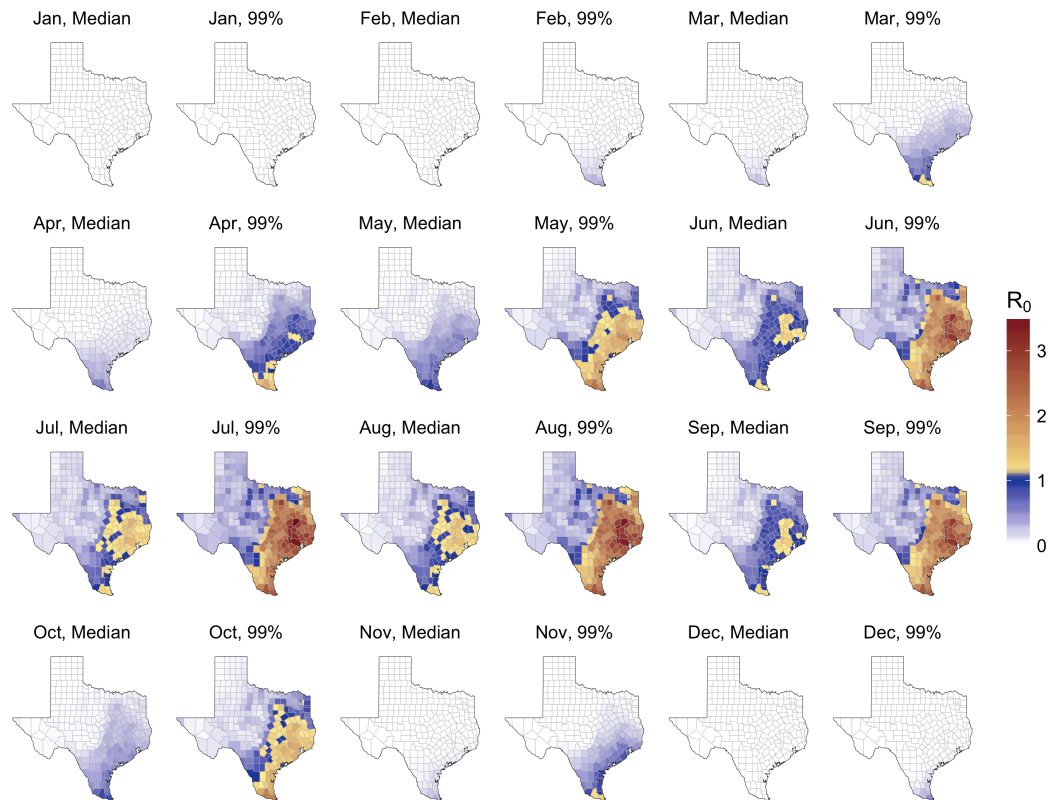 Jan, Median
Jan, 99%
Feb, Median
Feb, 99%
Mar, Median
Mar, 99%
Apr, Median
Apr, 99%
May, Median
May, 99%
Jun, Median
Jun, 99%
R0
3
2
1
0
Jul, Median
Jul, 99%
Aug, Median
Aug, 99%
Sep, Median
Sep, 99%
Oct, Median
Oct, 99%
Nov, Median
Nov, 99%
Dec, Median
Dec, 99%